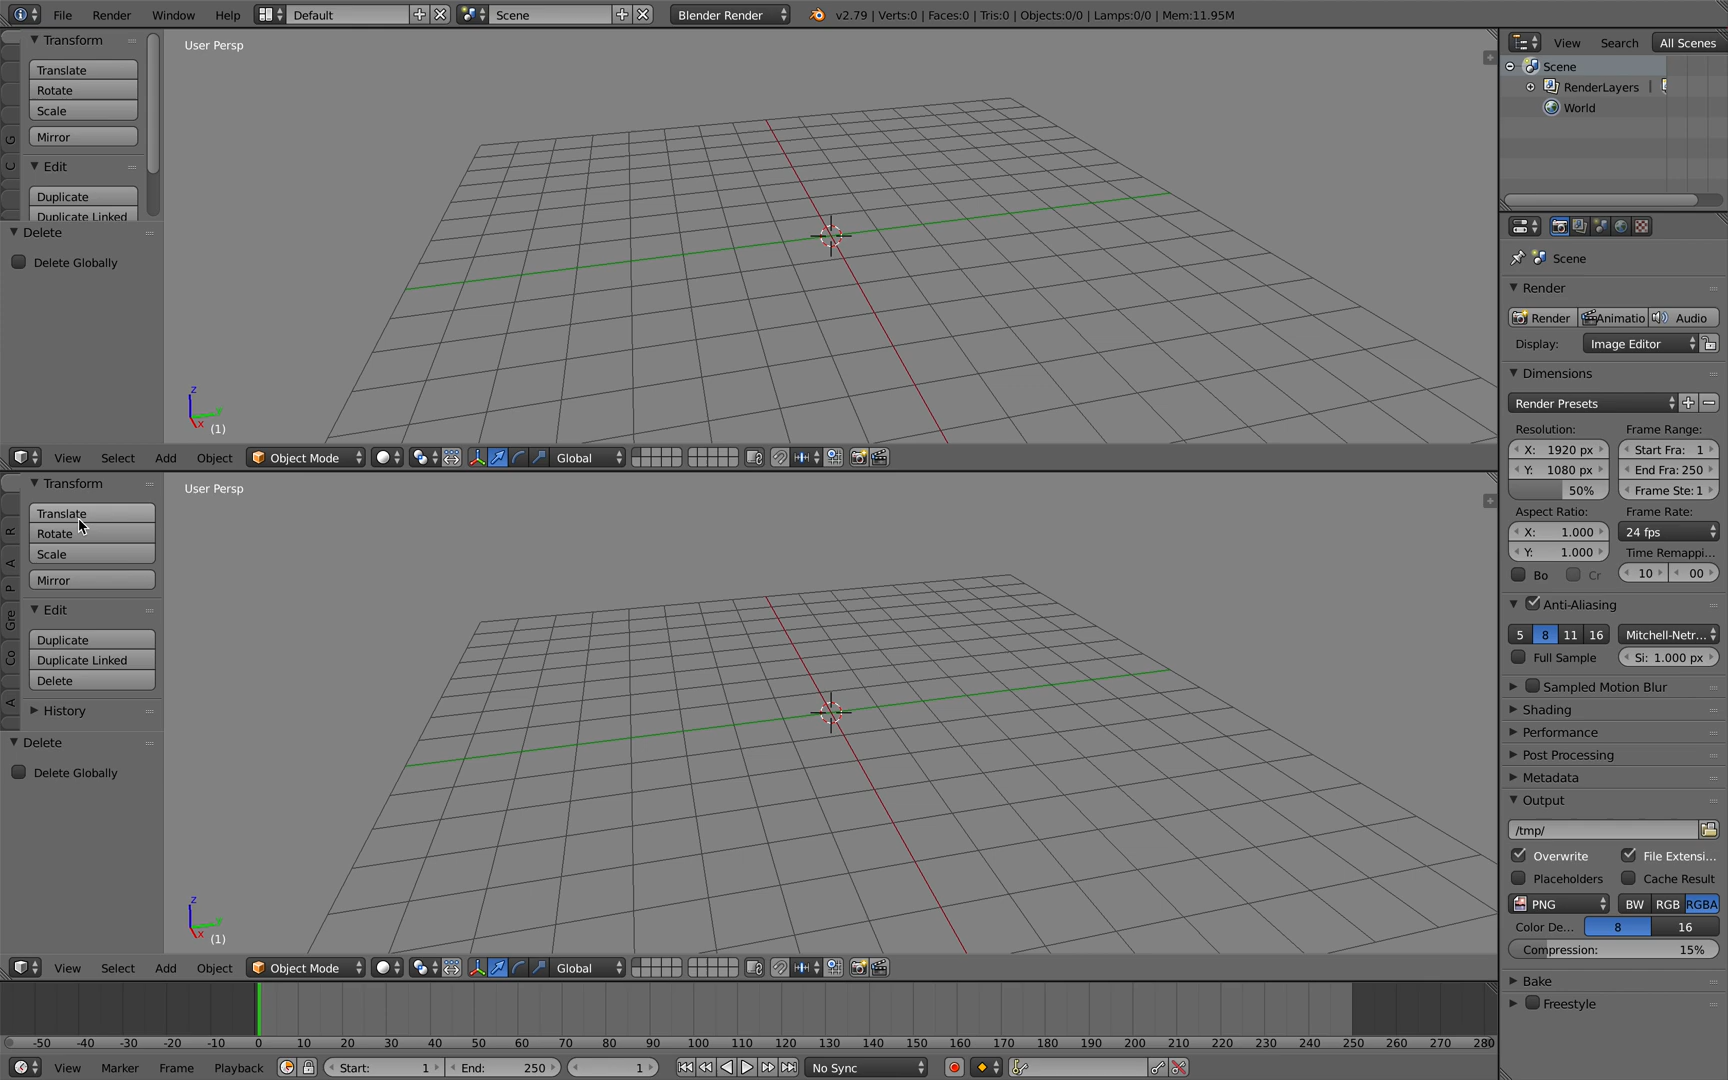 File Render Window Help Default Scene Blender Render v2.79 | Verts:0 | Faces:0 | Tris:0 | Objects:0/0 | Lamps:0/0 | Mem:11.95M
Transform
Translate
Rotate
Scale
Mirror
Edit
Duplicate
Duplicate Linked
G
C
Delete
Delete Globally
User Persp
z
y
x
(1)
View Select Add Object Object Mode Global
Transform
Translate
Rotate
Scale
Mirror
Edit
Duplicate
Duplicate Linked
Delete
History
R
A
P
Gre
Co
A
Delete
Delete Globally
User Persp
z
y
x
(1)
View Select Add Object Object Mode Global
-50 -40 -30 -20 -10 0 10 20 30 40 50 60 70 80 90 100 110 120 130 140 150 160 170 180 190 200 210 220 230 240 250 260 270 280
View Marker Frame Playback Start: 1 End: 250 1 No Sync
View Search All Scenes
Scene
RenderLayers
World
Scene
Render
Render Animatio Audio
Display: Image Editor
Dimensions
Render Presets
Resolution: Frame Range:
X: 1920 px Start Fra: 1
Y: 1080 px End Fra: 250
50% Frame Ste: 1
Aspect Ratio: Frame Rate:
X: 1.000 24 fps
Y: 1.000 Time Remappi...
Bo Cr 10 00
Anti-Aliasing
5 8 11 16 Mitchell-Netr...
Full Sample Si: 1.000 px
Sampled Motion Blur
Shading
Performance
Post Processing
Metadata
Output
/tmp/
Overwrite File Extensi...
Placeholders Cache Result
PNG BW RGB RGBA
Color De... 8 16
Compression: 15%
Bake
Freestyle